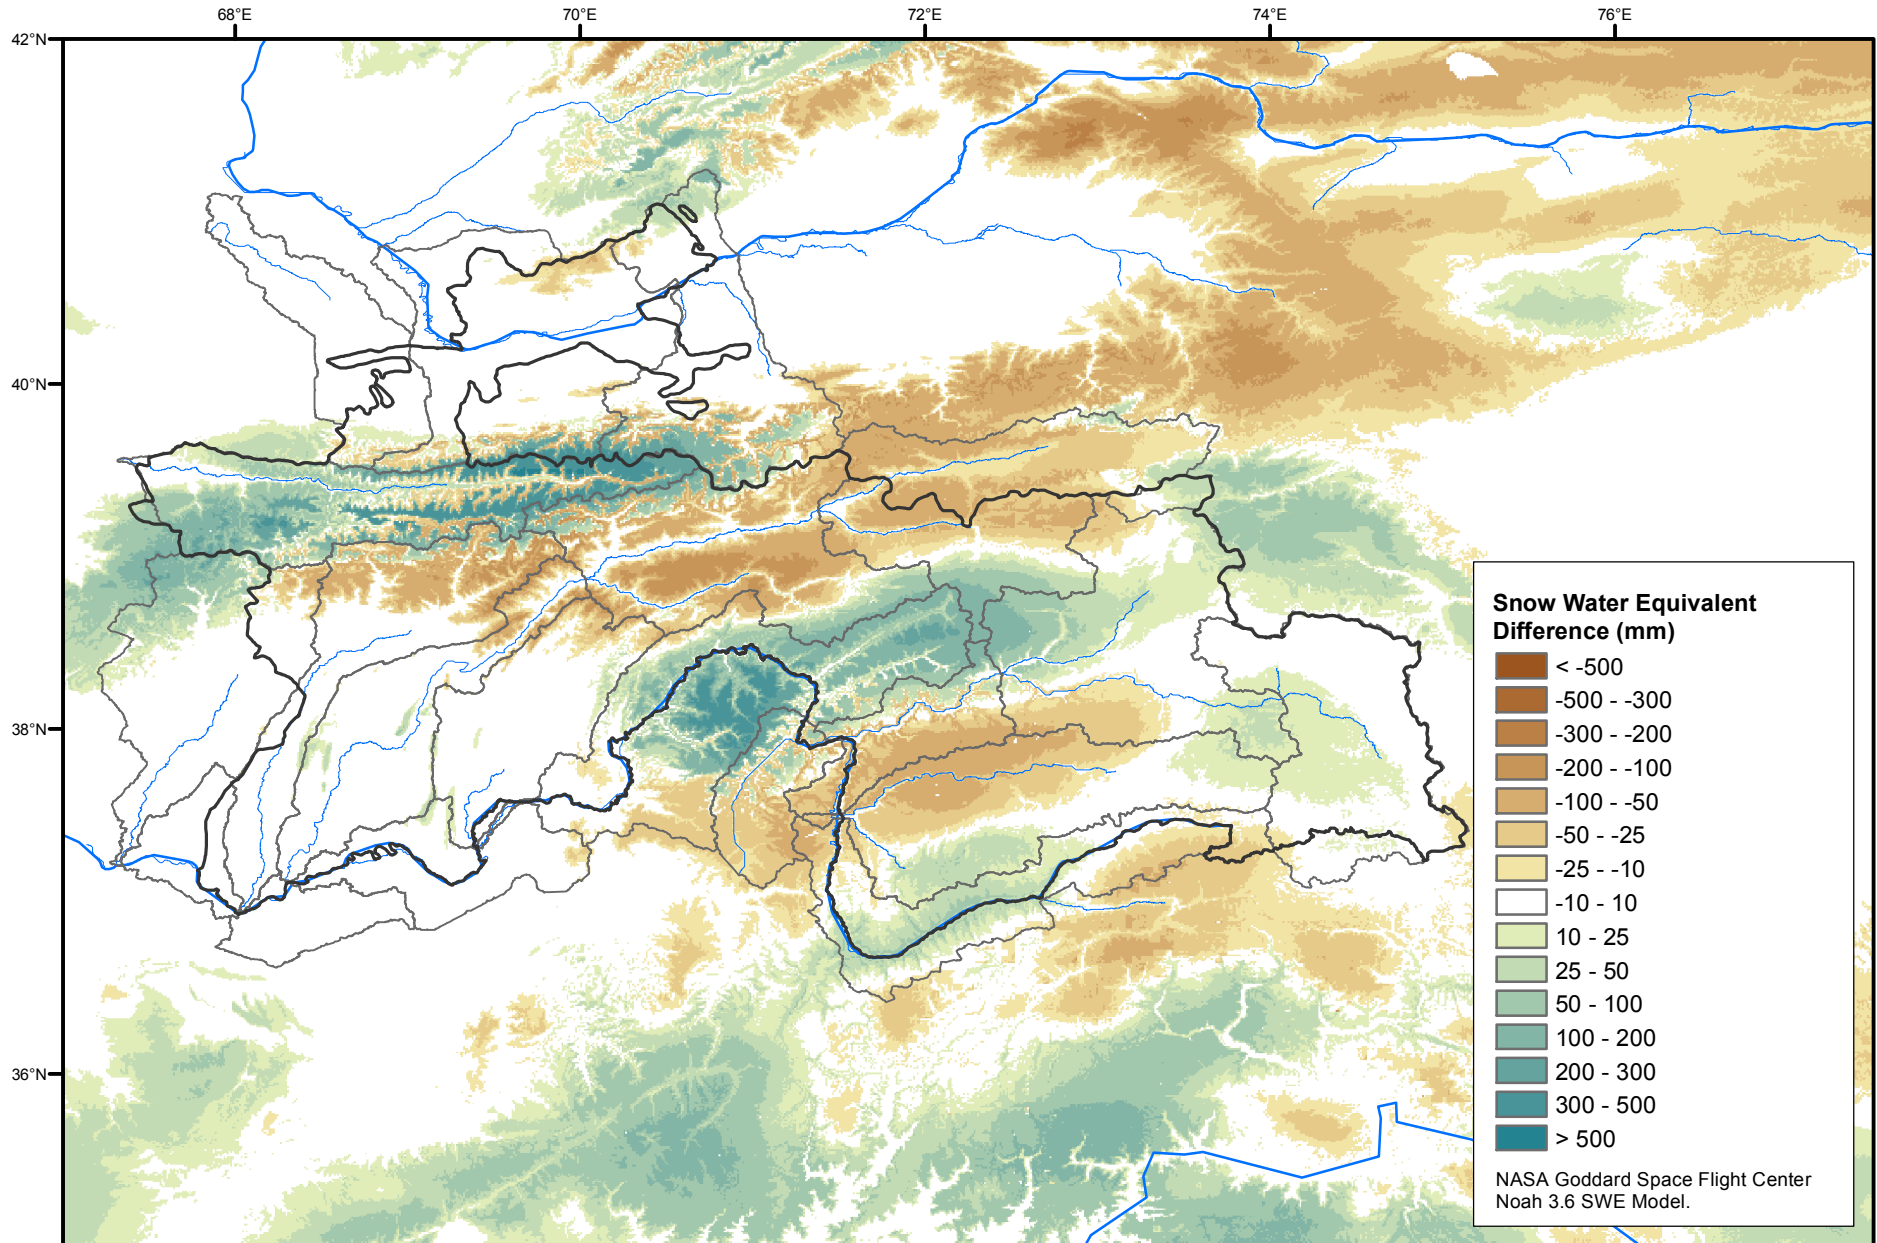 68°E 70°E 72°E 74°E 76°E
42°N
40°N
38°N
36°N
Snow Water Equivalent
Difference (mm)
< -500
-500 - -300
-300 - -200
-200 - -100
-100 - -50
-50 - -25
-25 - -10
-10 - 10
10 - 25
25 - 50
50 - 100
100 - 200
200 - 300
300 - 500
> 500
NASA Goddard Space Flight Center
Noah 3.6 SWE Model.